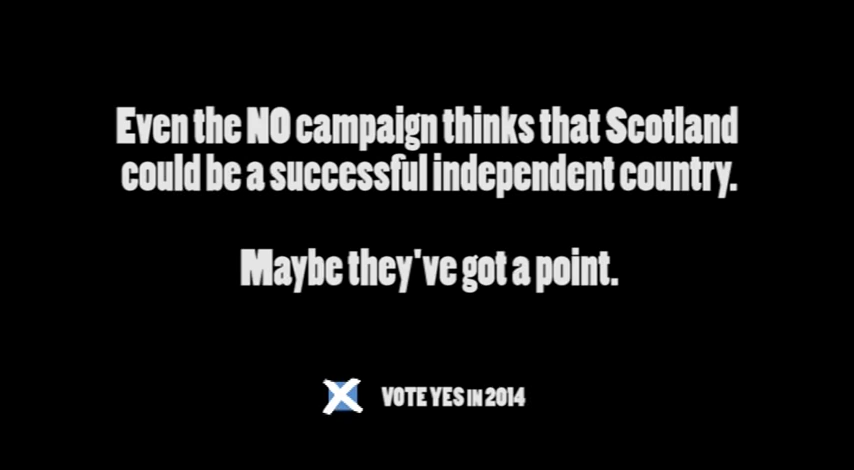 Even the NO campaign thinks that Scotland
could be a successful independent country.
Maybe they've got a point.
VOTE YES IN 2014